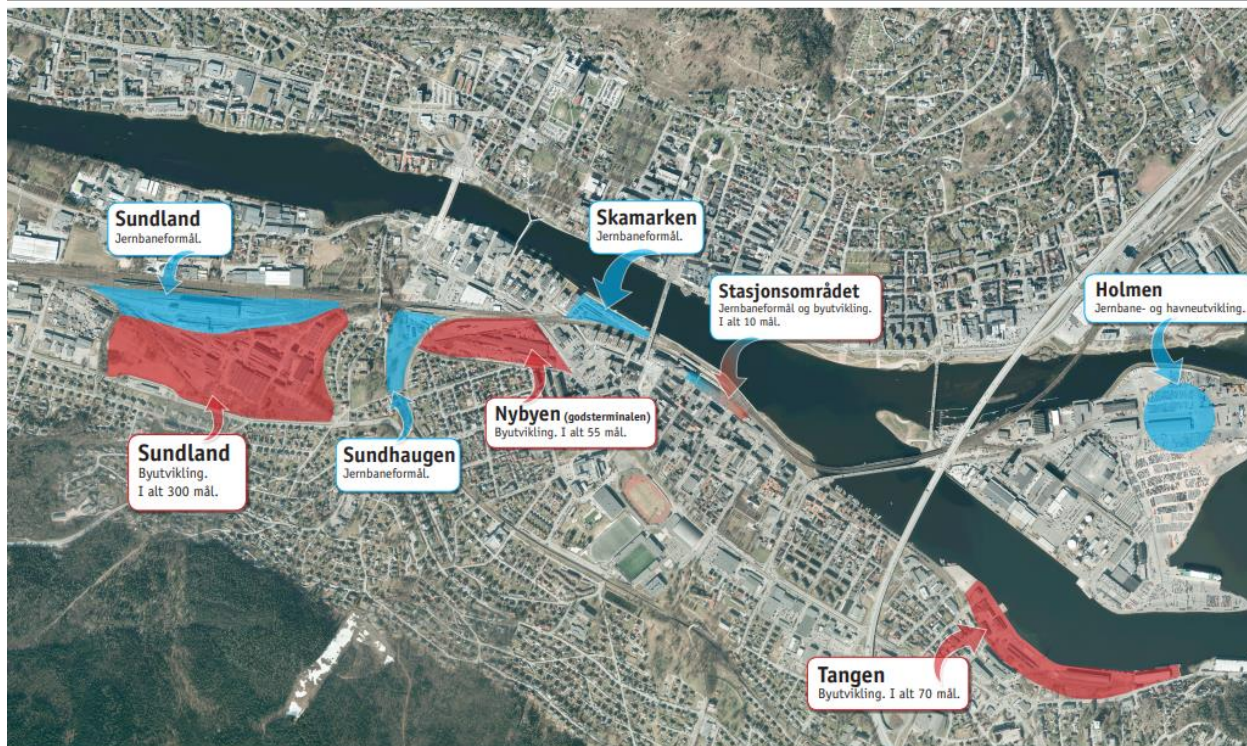 Sundland
Jernbaneformål.
Skamarken
Jernbaneformål.
Stasjonsområdet
Jernbaneformål og byutvikling.
I alt 10 mål.
Holmen
Jernbane- og havneutvikling.
Sundland
Byutvikling.
I alt 300 mål.
Sundhaugen
Jernbaneformål.
Nybyen (godsterminalen)
Byutvikling. I alt 55 mål.
Tangen
Byutvikling. I alt 70 mål.